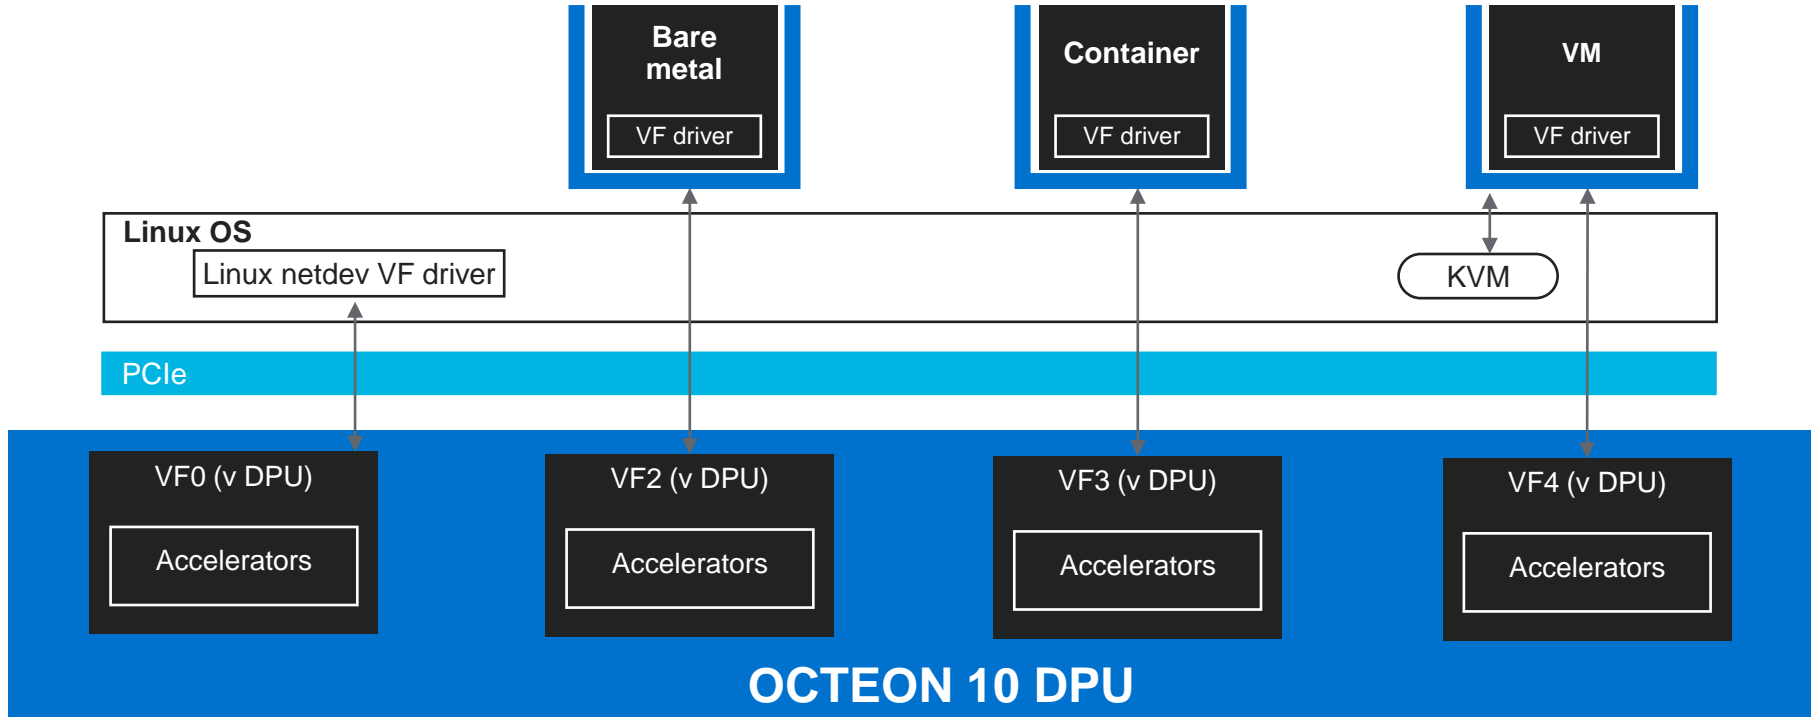 Bare
metal
VF driver
Container
VF driver
VM
VF driver
Linux OS
Linux netdev VF driver
KVM
PCIe
VF0 (v DPU)
Accelerators
VF2 (v DPU)
Accelerators
VF3 (v DPU)
Accelerators
VF4 (v DPU)
Accelerators
OCTEON 10 DPU